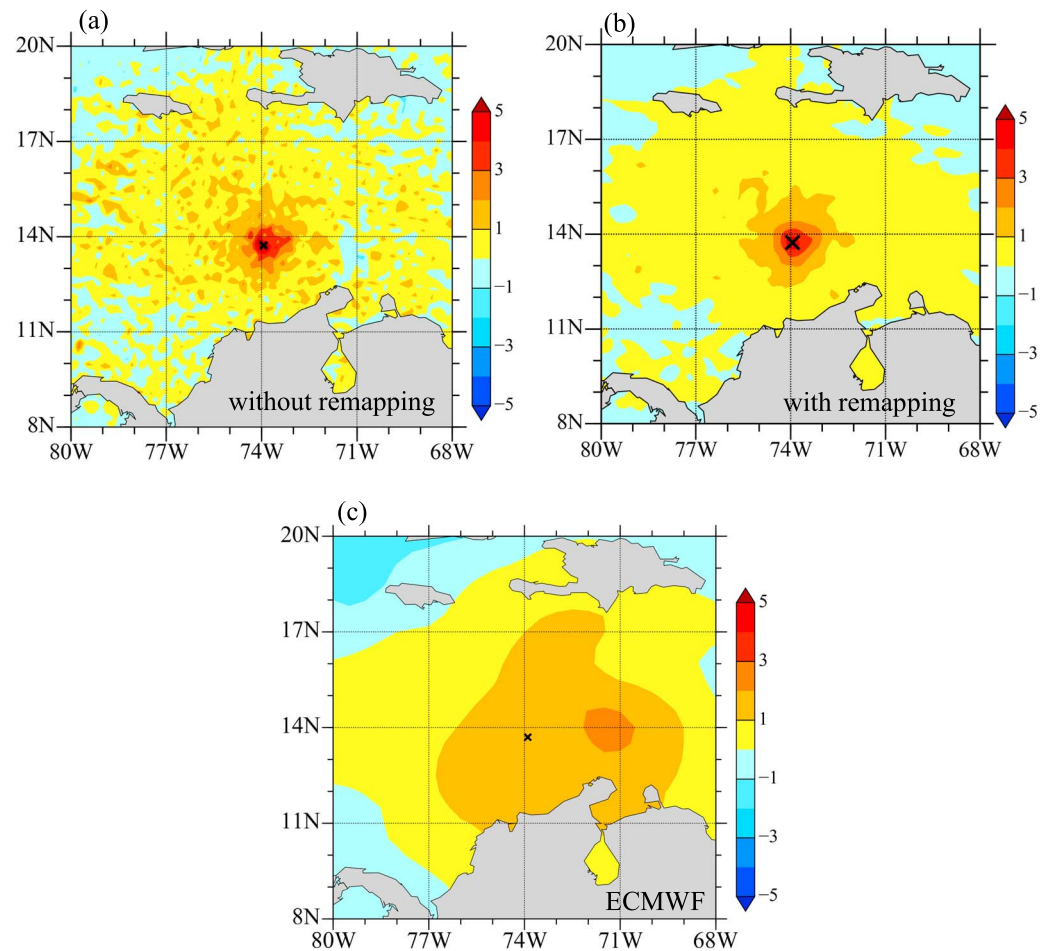 (a)
20N
17N
14N
11N
8N
80W 77W 74W 71W 68W
5
3
1
−1
−3
−5
without remapping
(b)
20N
17N
14N
11N
8N
80W 77W 74W 71W 68W
5
3
1
−1
−3
−5
with remapping
(c)
20N
17N
14N
11N
8N
80W 77W 74W 71W 68W
5
3
1
−1
−3
−5
ECMWF